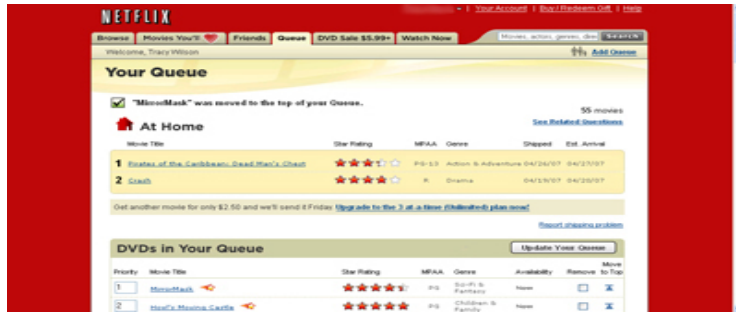 NETFLIX
Your Account | Buy/Redeem Gift | Help
Browse Movies You'll Friends Queue DVD Sale $5.99+ Watch Now Movies, actors, genres, dire Search
Welcome, Tracy Wilson Add Queue
Your Queue
"MirrorMask" was moved to the top of your Queue.
55 movies
At Home See Related Questions
Movie Title Star Rating MPAA Genre Shipped Est. Arrival
1 Pirates of the Caribbean: Dead Man's Chest PG-13 Action & Adventure 04/26/07 04/27/07
2 Crash R Drama 04/19/07 04/20/07
Get another movie for only $2.50 and we'll send it Friday. Upgrade to the 3 at-a-time (Unlimited) plan now!
Report shipping problem
DVDs in Your Queue Update Your Queue
Priority Movie Title Star Rating MPAA Genre Availability Remove Move to Top
1 MirrorMask PG Sci-Fi & Fantasy Now
2 Howl's Moving Castle PG Children & Family Now